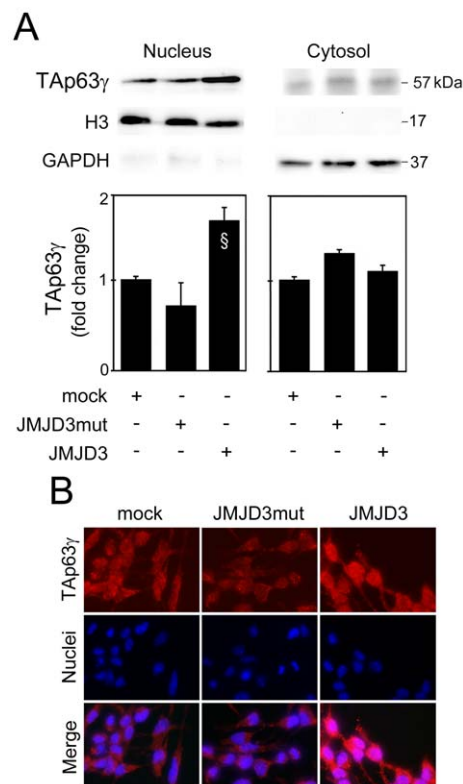 A
Nucleus Cytosol
TAp63γ - 57 kDa
H3 - 17
GAPDH - 37
TAp63γ
(fold change)
2
1
0
§
mock + - - + - -
JMJD3mut - + - - + -
JMJD3 - - + - - +
B
mock JMJD3mut JMJD3
TAp63γ
Nuclei
Merge